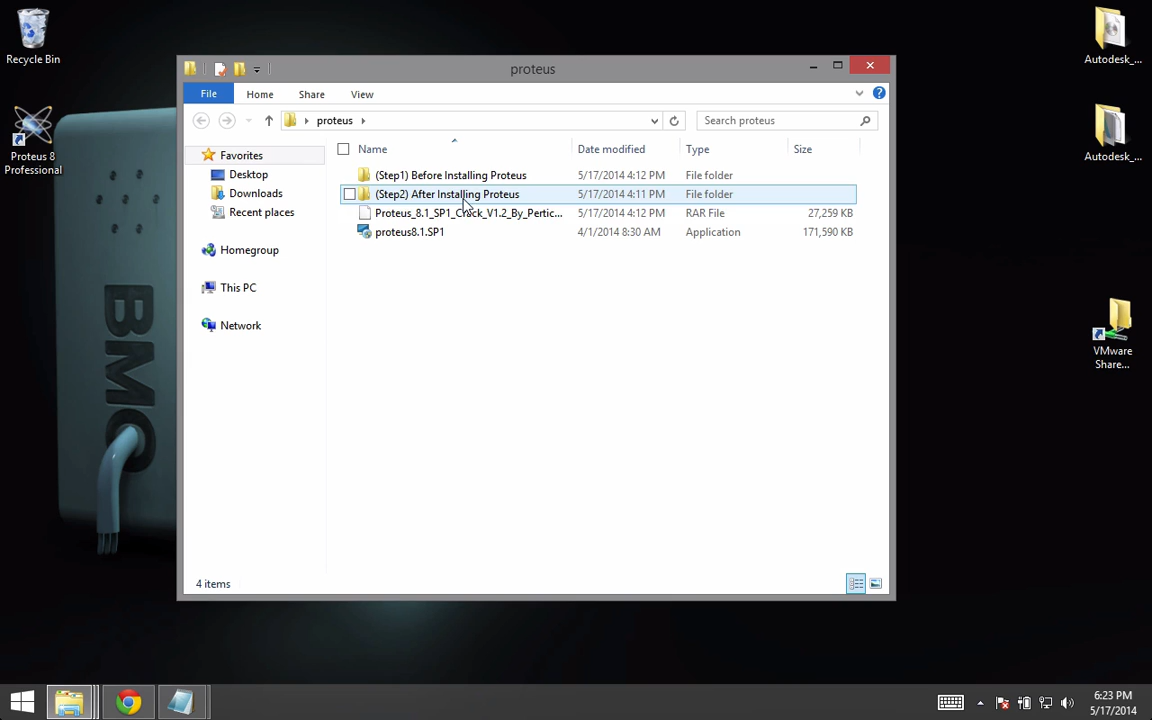 Recycle Bin
Proteus 8
Professional
proteus
File
Home
Share
View
proteus
Search proteus
Name
Date modified
Type
Size
Favorites
Desktop
Downloads
Recent places
Homegroup
This PC
Network
(Step1) Before Installing Proteus
5/17/2014 4:12 PM
File folder
(Step2) After Installing Proteus
5/17/2014 4:11 PM
File folder
Proteus_8.1_SP1_Crack_V1.2_By_Pertic...
5/17/2014 4:12 PM
RAR File
27,259 KB
proteus8.1.SP1
4/1/2014 8:30 AM
Application
171,590 KB
4 items
Autodesk_...
Autodesk_...
VMware
Share...
BMO
6:23 PM
5/17/2014